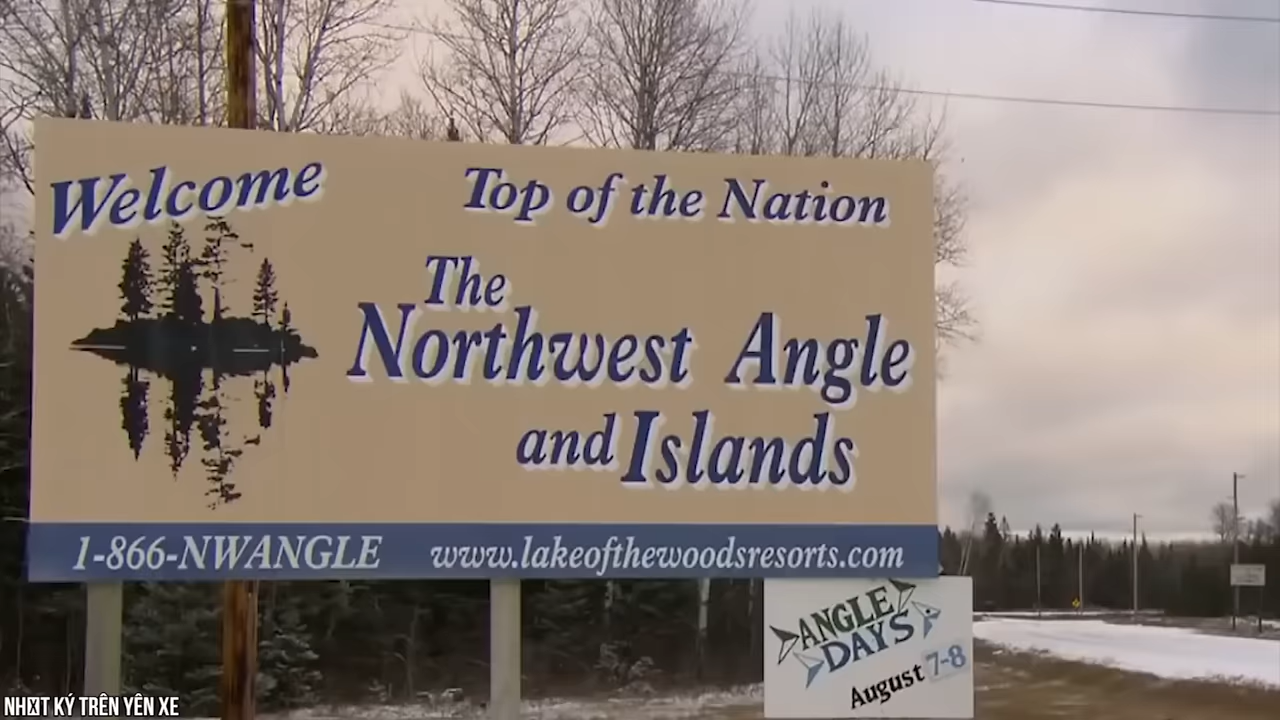 Welcome
Top of the Nation
The
Northwest Angle
and Islands
1-866-NWANGLE
www.lakeofthewoodsresorts.com
ANGLE
DAYS
August 7-8
KÝ TRÊN YÊN XE